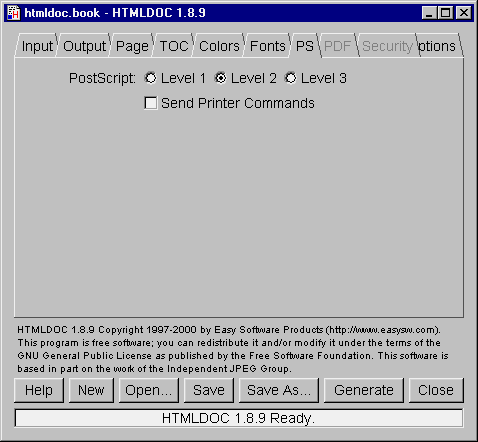 htmldoc.book - HTMLDOC 1.8.9
Input Output Page TOC Colors Fonts PS PDF Security ptions
PostScript: Level 1 Level 2 Level 3
Send Printer Commands
HTMLDOC 1.8.9 Copyright 1997-2000 by Easy Software Products (http://www.easysw.com).
This program is free software; you can redistribute it and/or modify it under the terms of the
GNU General Public License as published by the Free Software Foundation. This software is
based in part on the work of the Independent JPEG Group.
Help New Open... Save Save As... Generate Close
HTMLDOC 1.8.9 Ready.